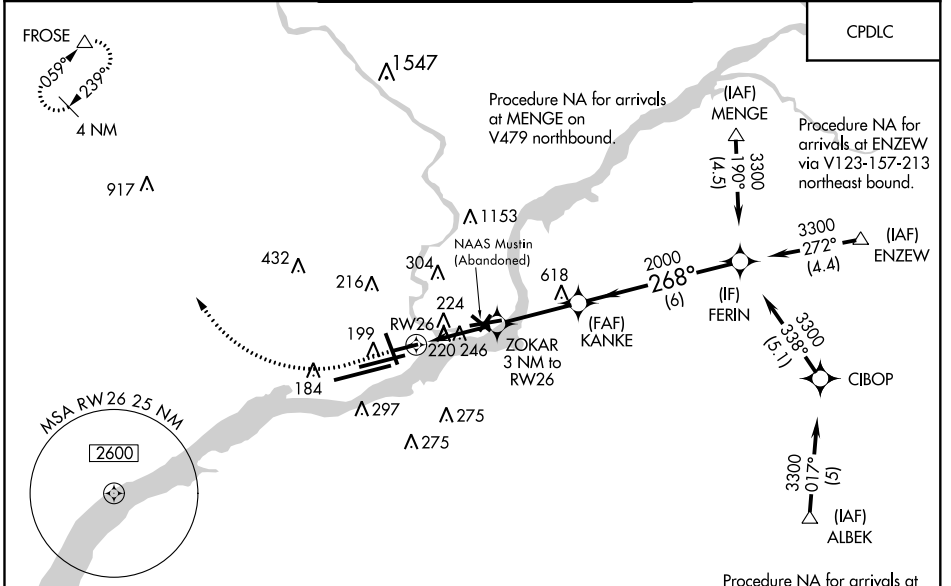 CPDLC
FROSE
059°
239°
4 NM
1547
Procedure NA for arrivals
at MENGE on
V479 northbound.
(IAF)
MENGE
3300
190°
(4.5)
Procedure NA for
arrivals at ENZEW
via V123-157-213
northeast bound.
917
1153
NAAS Mustin
(Abandoned)
3300
272°
(4.4)
(IAF)
ENZEW
432
216
304
618
2000
268°
(6)
(IF)
FERIN
224
199
RW26
220
246
ZOKAR
3 NM to
RW26
(FAF)
KANKE
3300
338°
(5.1)
CIBOP
184
297
275
275
MSA RW 26 25 NM
2600
3300
017°
(5)
(IAF)
ALBEK
Procedure NA for arrivals at